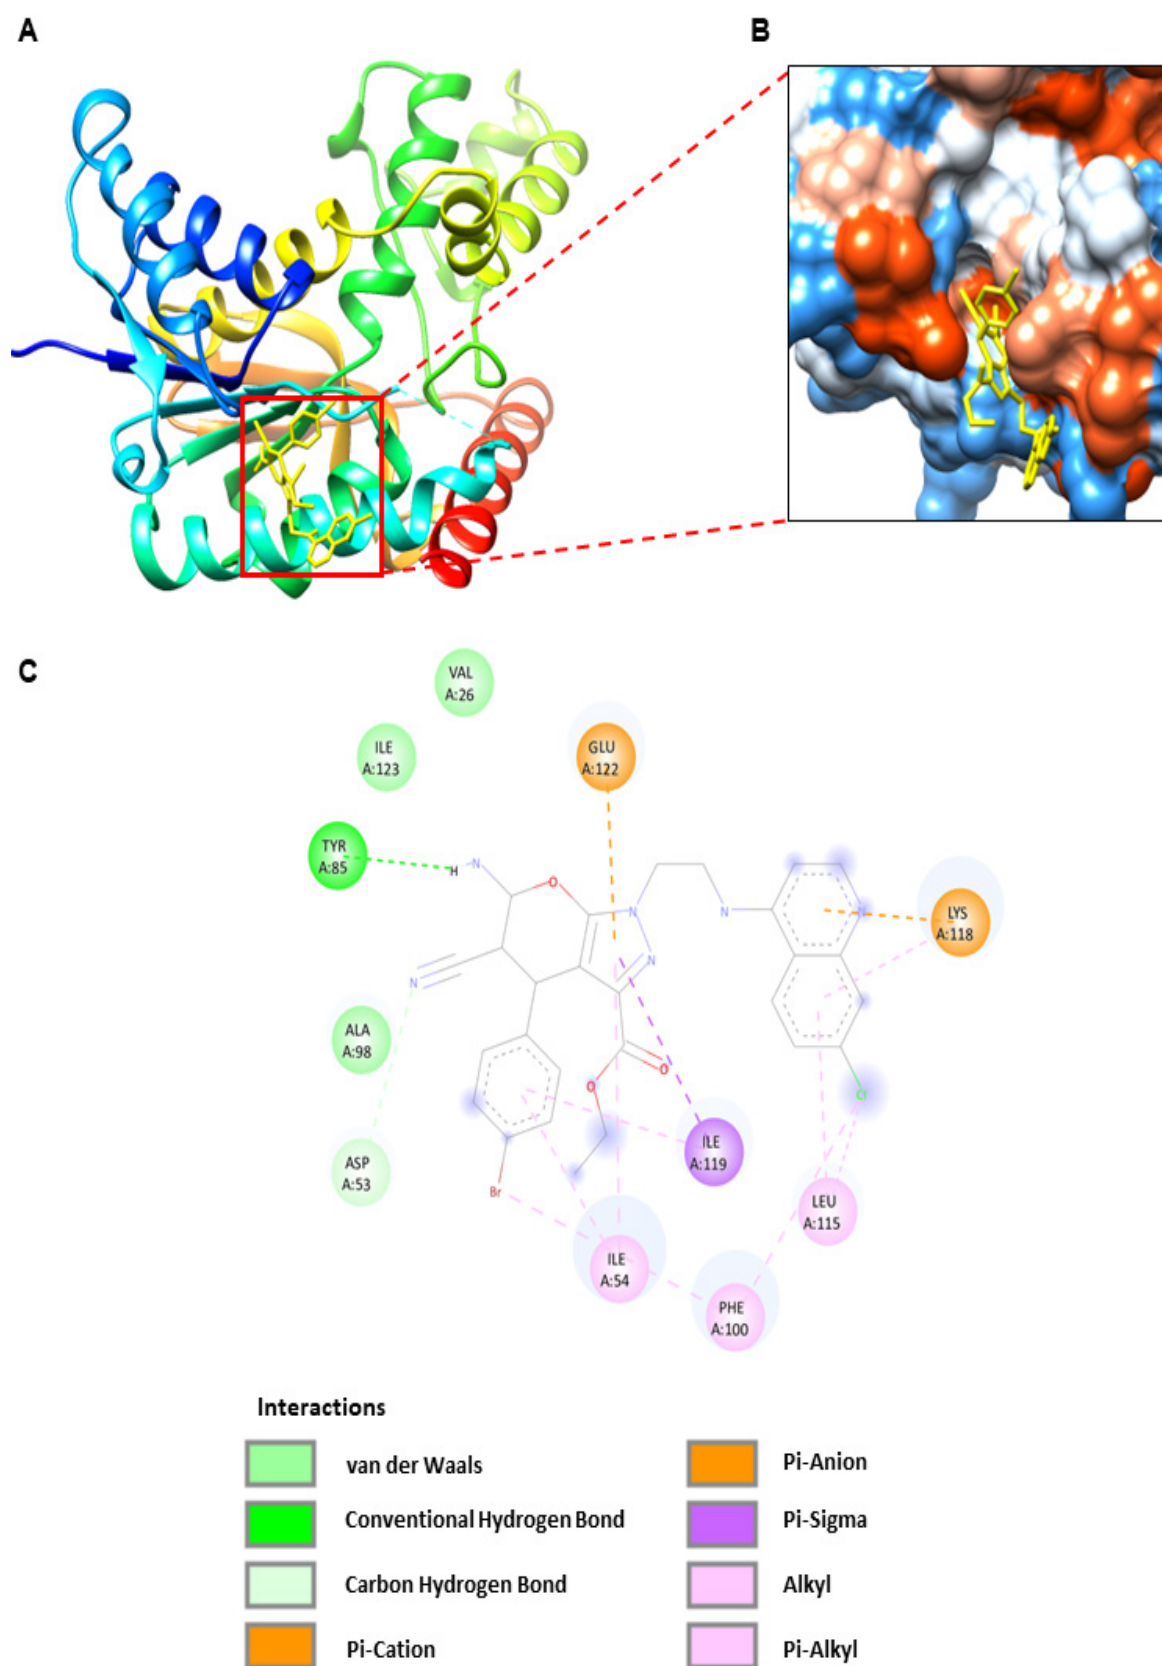 A
B
C
VAL
A:26
ILE
A:123
GLU
A:122
TYR
A:85
H
N
O
N
N
N
N
LYS
A:118
N
ALA
A:98
O
O
Cl
ASP
A:53
Br
ILE
A:119
LEU
A:115
ILE
A:54
PHE
A:100
Interactions
van der Waals
Conventional Hydrogen Bond
Carbon Hydrogen Bond
Pi-Cation
Pi-Anion
Pi-Sigma
Alkyl
Pi-Alkyl